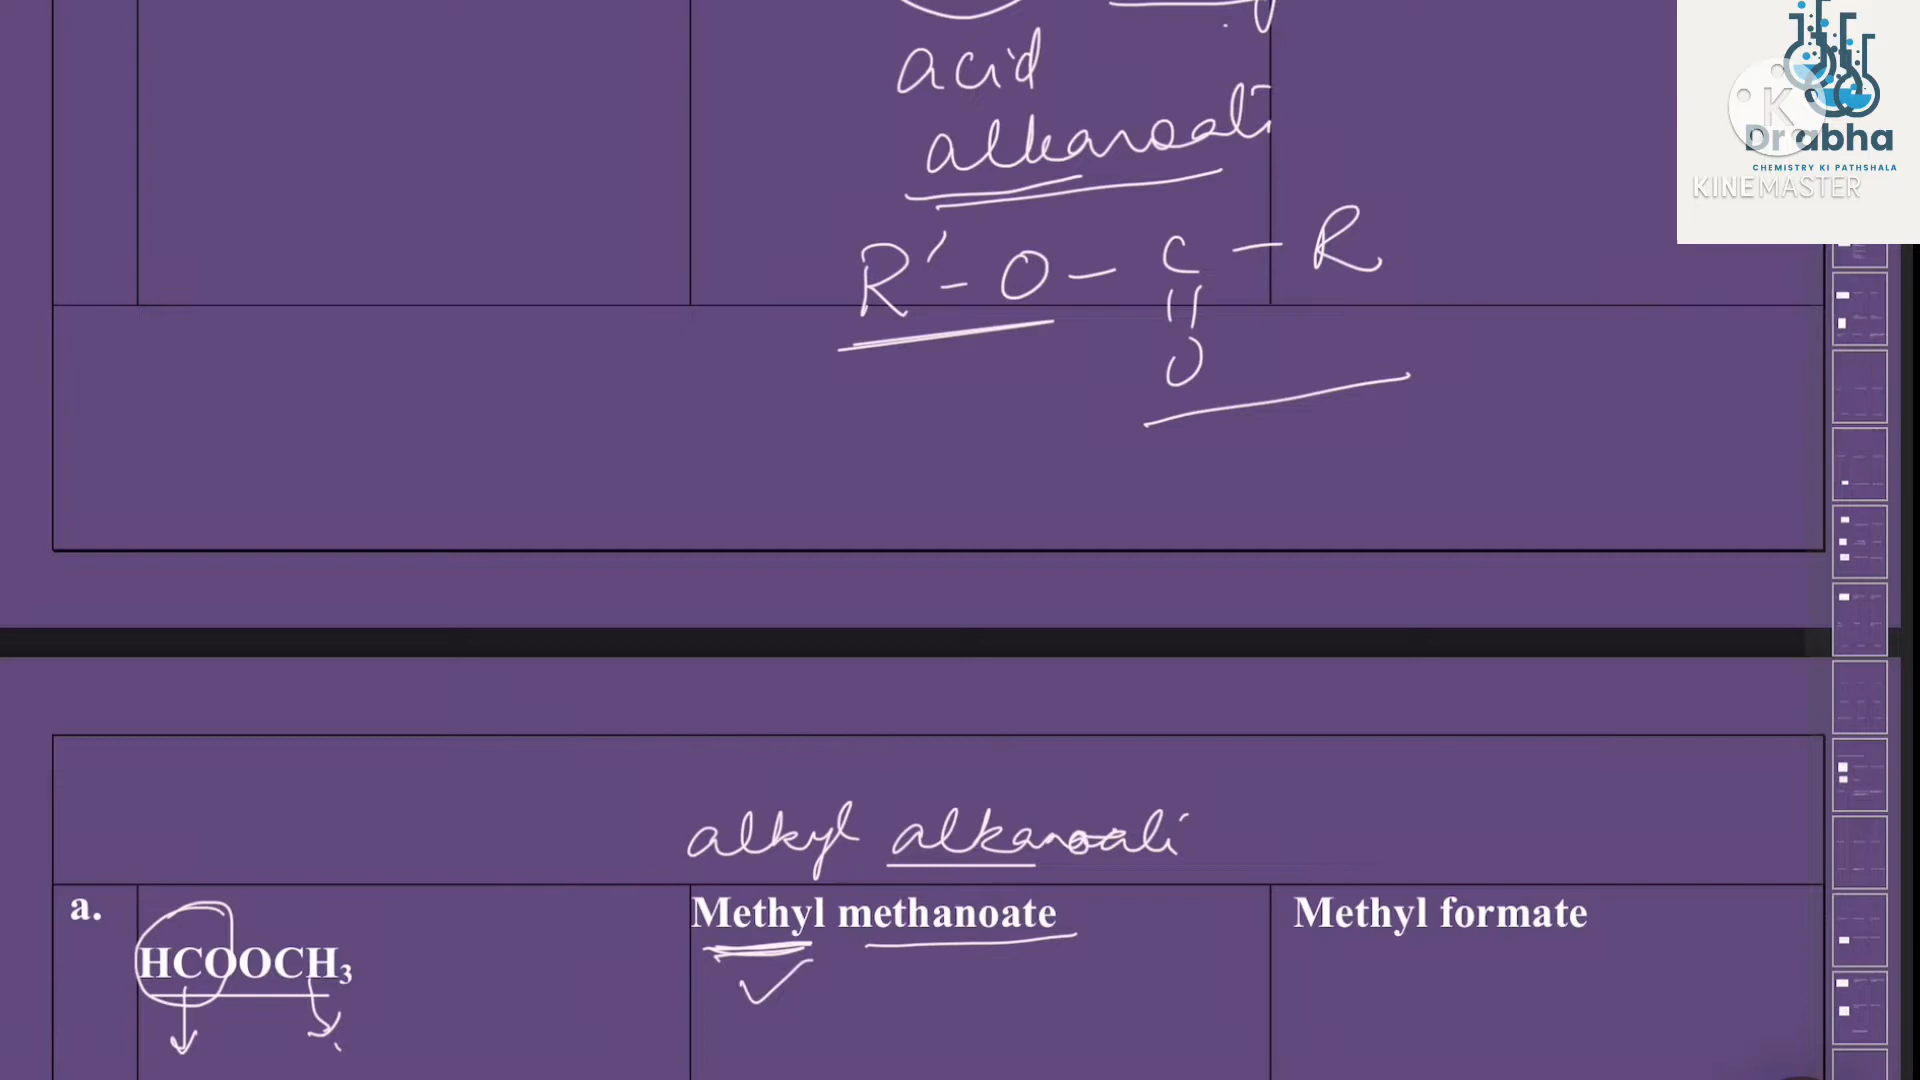 acid
alkanoate
R′ – O – C – R
||
O
alkyl alkanoate
a.
HCOOCH₃
Methyl methanoate
Methyl formate
Dr abha
CHEMISTRY KI PATHSHALA
K
KINEMASTER